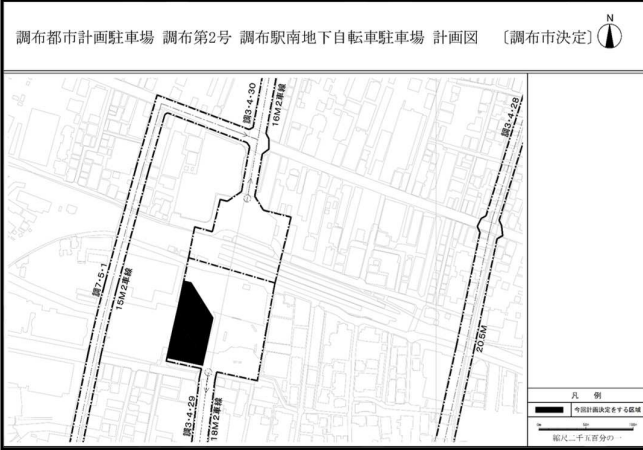 調布都市計画駐車場 調布第2号 調布駅南地下自転車駐車場 計画図 〔調布市決定〕
N
調3・4・30
16M2車線
調3・4・28
調7・5・1
15M2車線
20.5M
調3・4・29
18M2車線
凡 例
今回計画決定をする区域
縮尺二千五百分の一